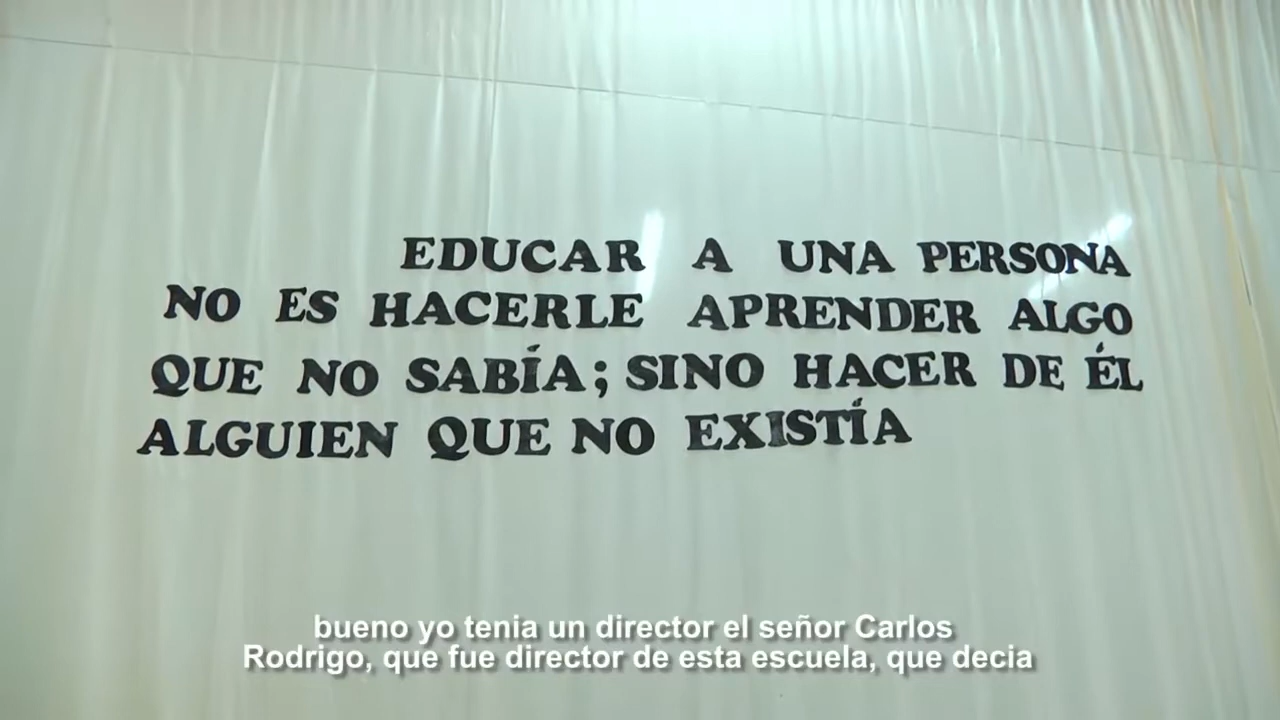 EDUCAR A UNA PERSONA
NO ES HACERLE APRENDER ALGO
QUE NO SABÍA; SINO HACER DE ÉL
ALGUIEN QUE NO EXISTÍA
bueno yo tenia un director el señor Carlos
Rodrigo, que fue director de esta escuela, que decia